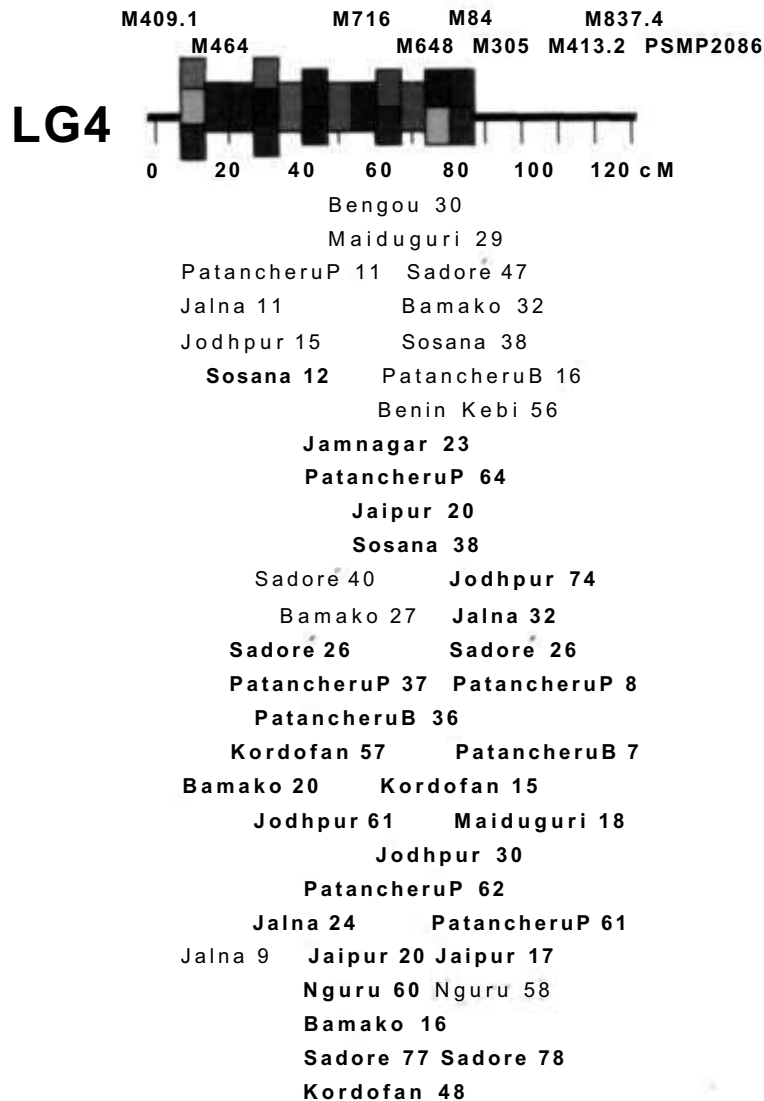 M409.1 M716 M84 M837.4
M464 M648 M305 M413.2 PSMP2086
LG4
0 20 40 60 80 100 120 cM
Bengou 30
Maiduguri 29
PatancheruP 11 Sadoré 47
Jalna 11 Bamako 32
Jodhpur 15 Sosana 38
Sosana 12 PatancheruB 16
Benin Kebi 56
Jamnagar 23
PatancheruP 64
Jaipur 20
Sosana 38
Sadoré 40 Jodhpur 74
Bamako 27 Jalna 32
Sadoré 26 Sadoré 26
PatancheruP 37 PatancheruP 8
PatancheruB 36
Kordofan 57 PatancheruB 7
Bamako 20 Kordofan 15
Jodhpur 61 Maiduguri 18
Jodhpur 30
PatancheruP 62
Jalna 24 PatancheruP 61
Jalna 9 Jaipur 20 Jaipur 17
Nguru 60 Nguru 58
Bamako 16
Sadore 77 Sadore 78
Kordofan 48